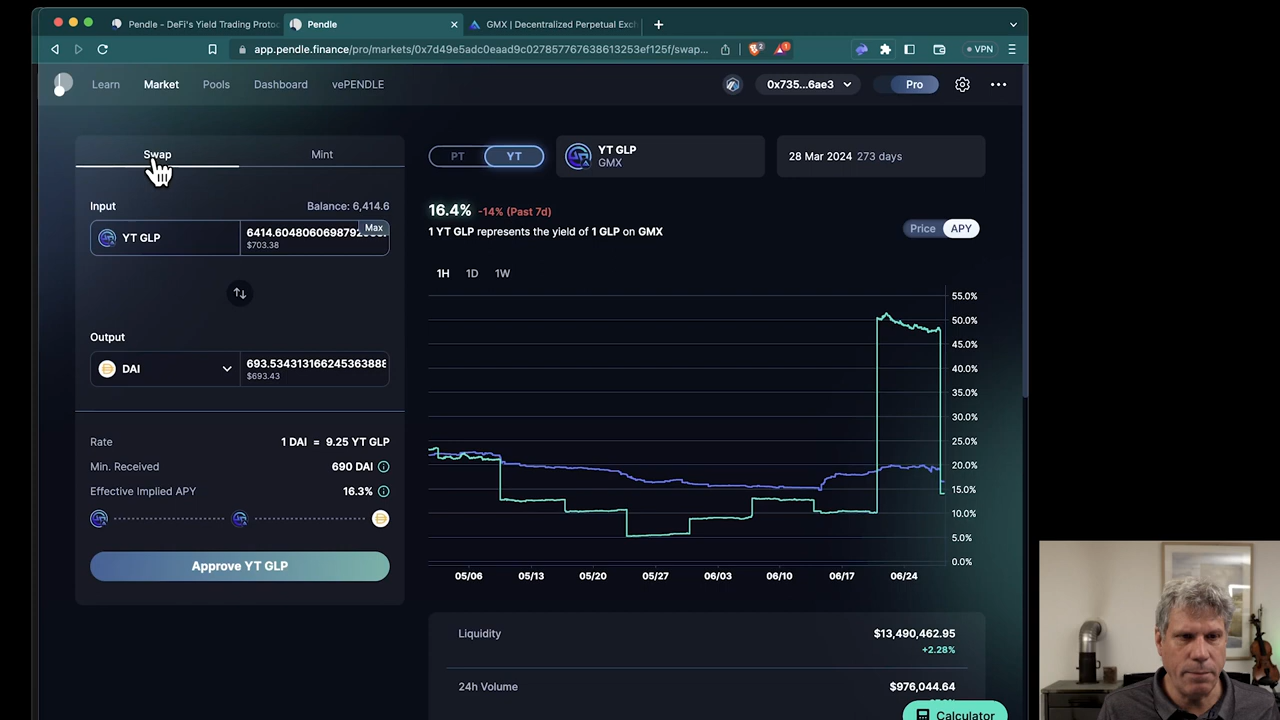 Pendle - DeFi's Yield Trading Proto
Pendle
GMX | Decentralized Perpetual Exc
app.pendle.finance/pro/markets/0x7d49e5adc0eaad9c027857767638613253ef125f/swap...
2
1
VPN
Learn
Market
Pools
Dashboard
vePENDLE
0x735...6ae3
Pro
Swap
Mint
PT
YT
YT GLP
GMX
28 Mar 2024 273 days
Input
Balance: 6,414.6
YT GLP
$703.38
Max
16.4% -14% (Past 7d)
1 YT GLP represents the yield of 1 GLP on GMX
Price
APY
1H
1D
1W
Output
DAI
693.534313166245363888
$693.43
Rate
1 DAI = 9.25 YT GLP
Min. Received
690 DAI
Effective Implied APY
16.3%
Approve YT GLP
55.0%
50.0%
45.0%
40.0%
35.0%
30.0%
25.0%
20.0%
15.0%
10.0%
5.0%
0.0%
05/06
05/13
05/20
05/27
06/03
06/10
06/17
06/24
Liquidity
$13,490,462.95
+2.28%
24h Volume
$976,044.64
Calculator